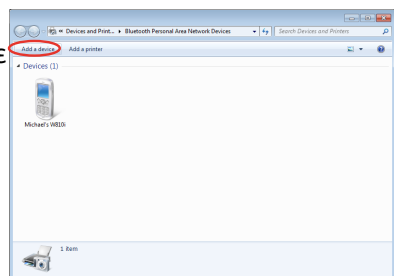 « Devices and Print... ▸ Bluetooth Personal Area Network Devices
Search Devices and Printers
Add a device
Add a printer
Devices (1)
Michael's W810i
1 item